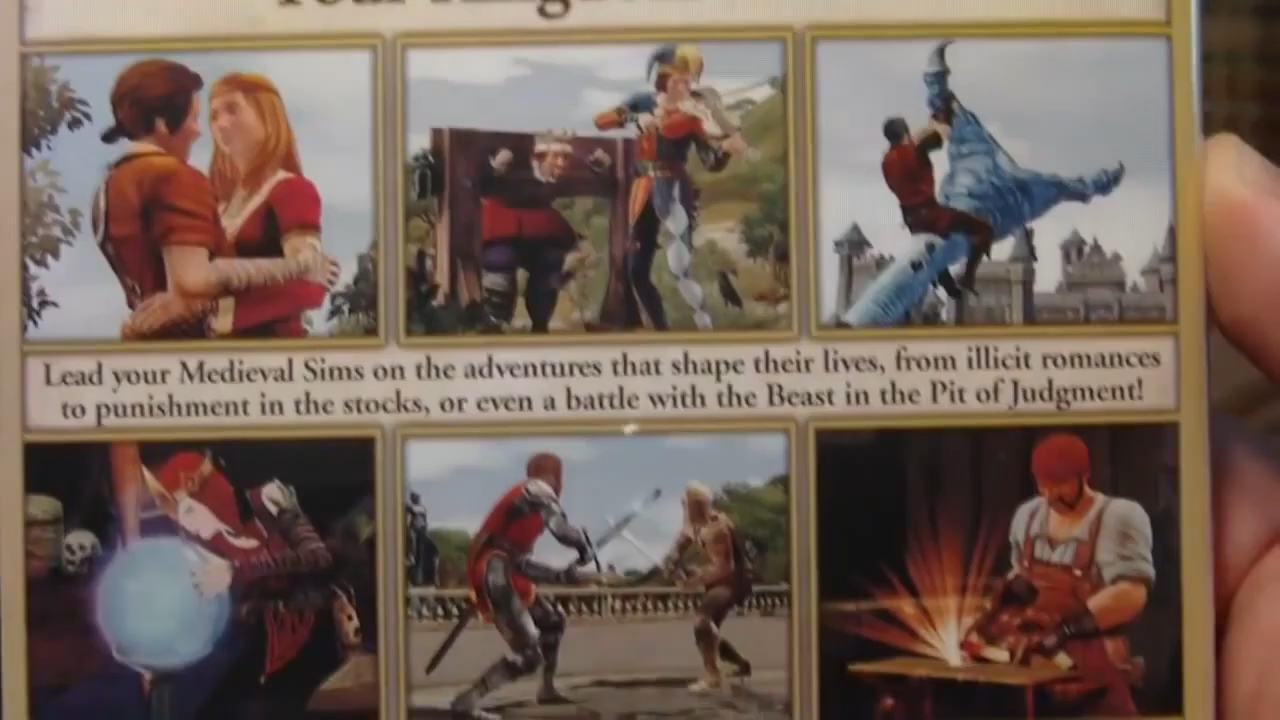 Lead your Medieval Sims on the adventures that shape their lives, from illicit romances
to punishment in the stocks, or even a battle with the Beast in the Pit of Judgment!